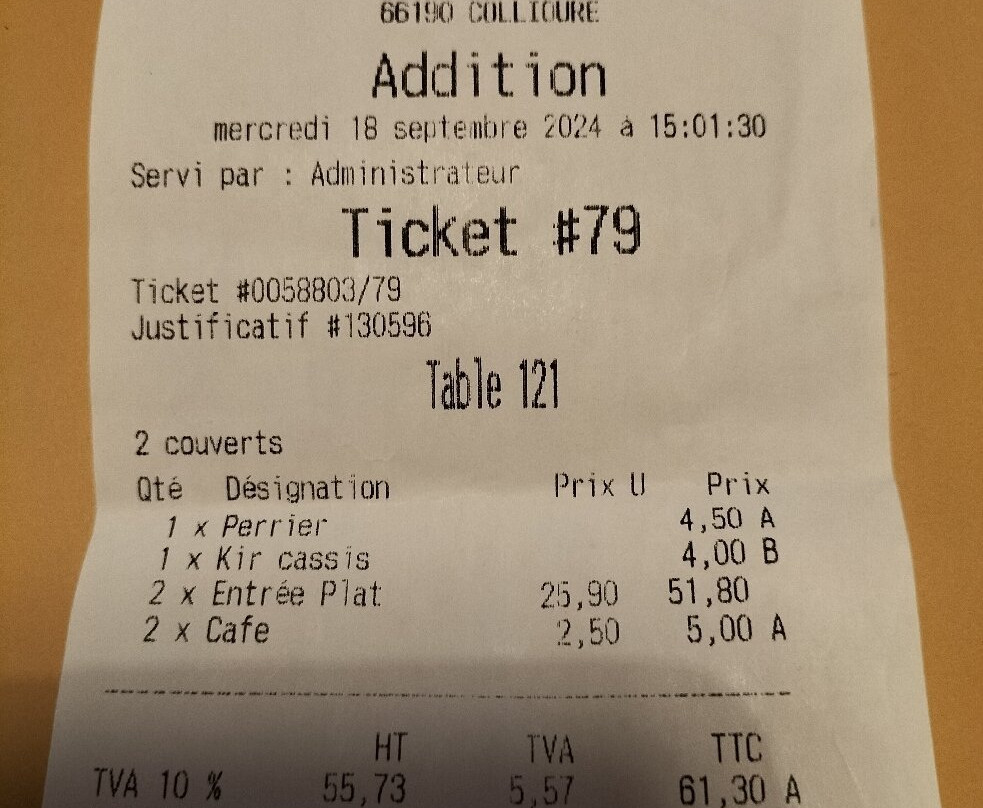 66190 COLLIOURE
Addition
mercredi 18 septembre 2024 à 15:01:30
Servi par : Administrateur
Ticket #79
Ticket #0058803/79
Justificatif #130596
Table 121
2 couverts
Qté Désignation Prix U Prix
1 x Perrier 4,50 A
1 x Kir cassis 4,00 B
2 x Entrée Plat 25,90 51,80
2 x Cafe 2,50 5,00 A
HT TVA TTC
TVA 10 % 55,73 5,57 61,30 A